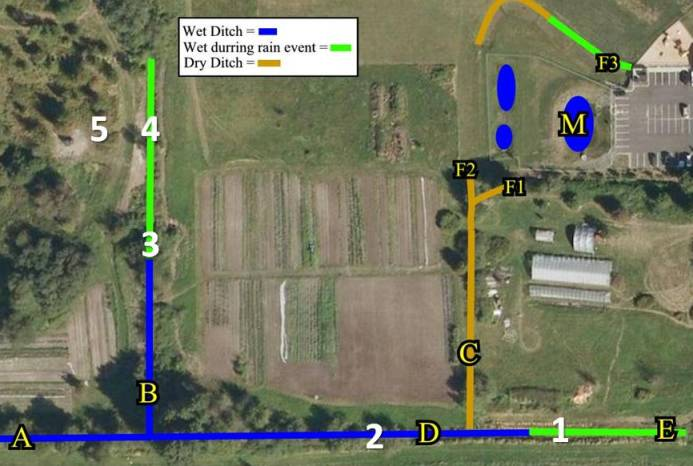 Wet Ditch =
Wet durring rain event =
Dry Ditch =
F3
M
5
4
F2
F1
3
C
B
A
2
D
1
E